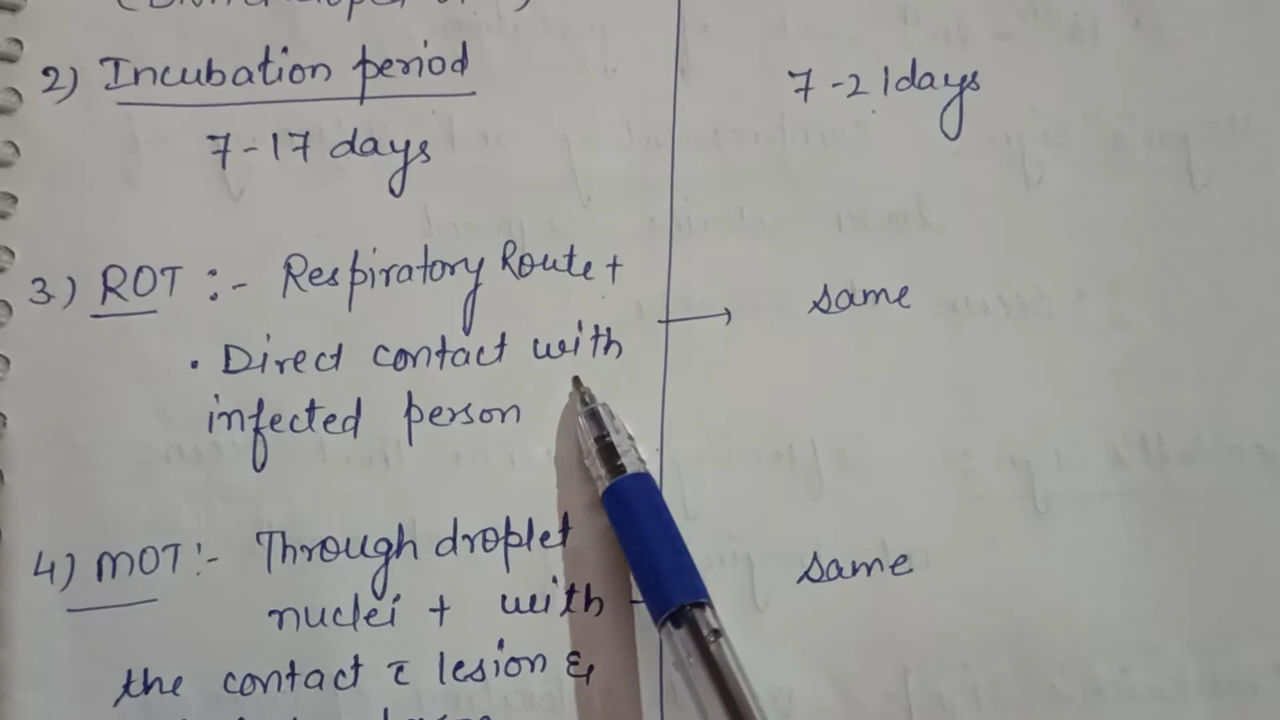 2) Incubation period
7-17 days
7-21days
3.) ROT :- Respiratory Route +
• Direct contact with
infected person
→ same
4) MOT:- Through droplet
nuclei + with
the contact c̄ lesion &
same